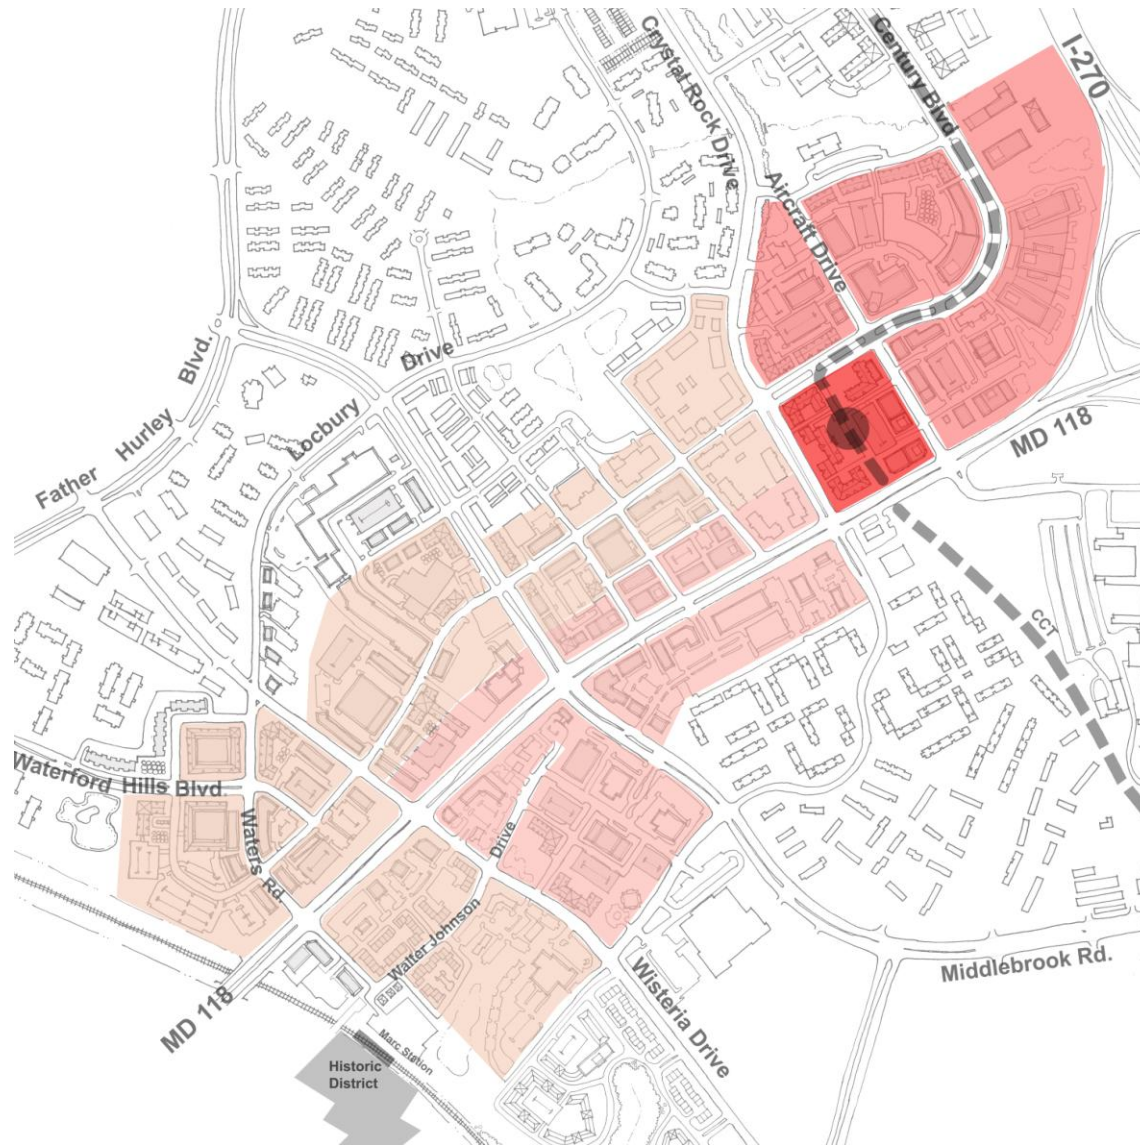 I-270
Century Blvd
Crystal Rock Drive
Aircraft Drive
Father Hurley Blvd.
Locbury Drive
MD 118
CCT
Waterford Hills Blvd.
Waters Rd.
Drive
Walter Johnson
Middlebrook Rd.
Wisteria Drive
MD 118
Marc Station
Historic
District